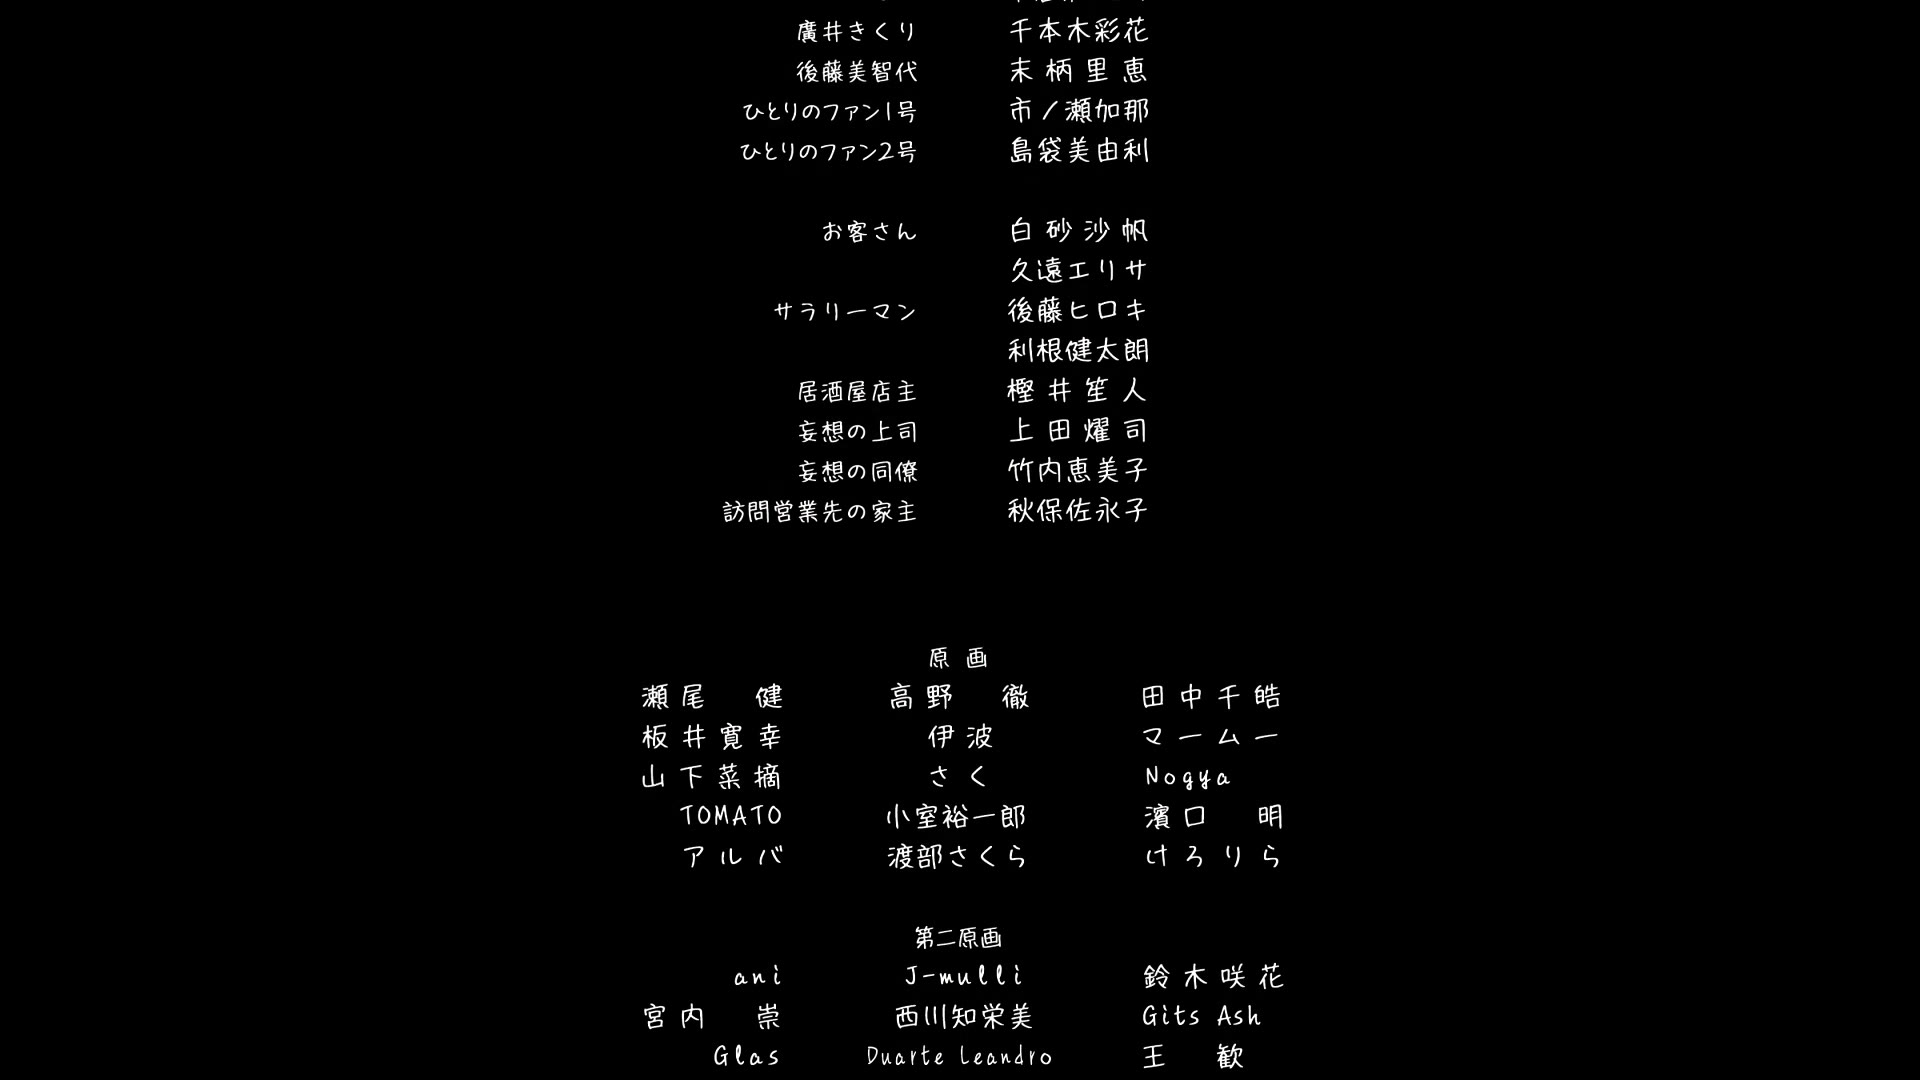 廣井きくり 千本木彩花
後藤美智代 末柄里恵
ひとりのファン1号 市ノ瀬加那
ひとりのファン2号 島袋美由利
お客さん 白砂沙帆
久遠エリサ
サラリーマン 後藤ヒロキ
利根健太朗
居酒屋店主 樫井笙人
妄想の上司 上田燿司
妄想の同僚 竹内恵美子
訪問営業先の家主 秋保佐永子
原画
瀬尾 健 高野 徹 田中千皓
板井寛幸 伊波 マームー
山下菜摘 さく Nogya
TOMATO 小室裕一郎 濱口 明
アルバ 渡部さくら けろりら
第二原画
ani J-mulli 鈴木咲花
宮内 崇 西川知栄美 Gits Ash
Glas Duarte Leandro 王 歓